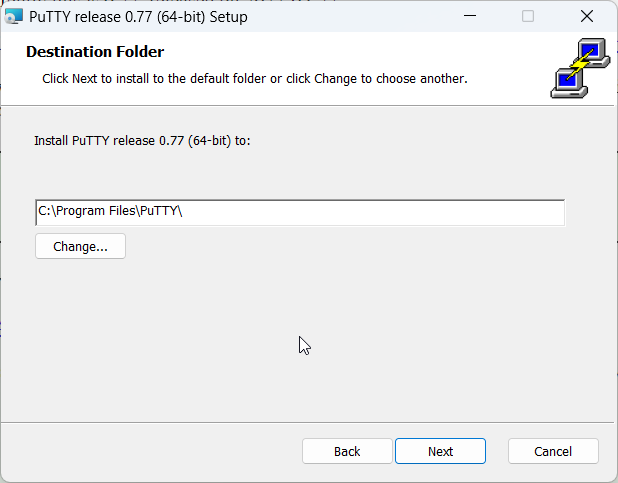 PuTTY release 0.77 (64-bit) Setup
Destination Folder
Click Next to install to the default folder or click Change to choose another.
Install PuTTY release 0.77 (64-bit) to:
C:\Program Files\PuTTY\
Change...
Back
Next
Cancel